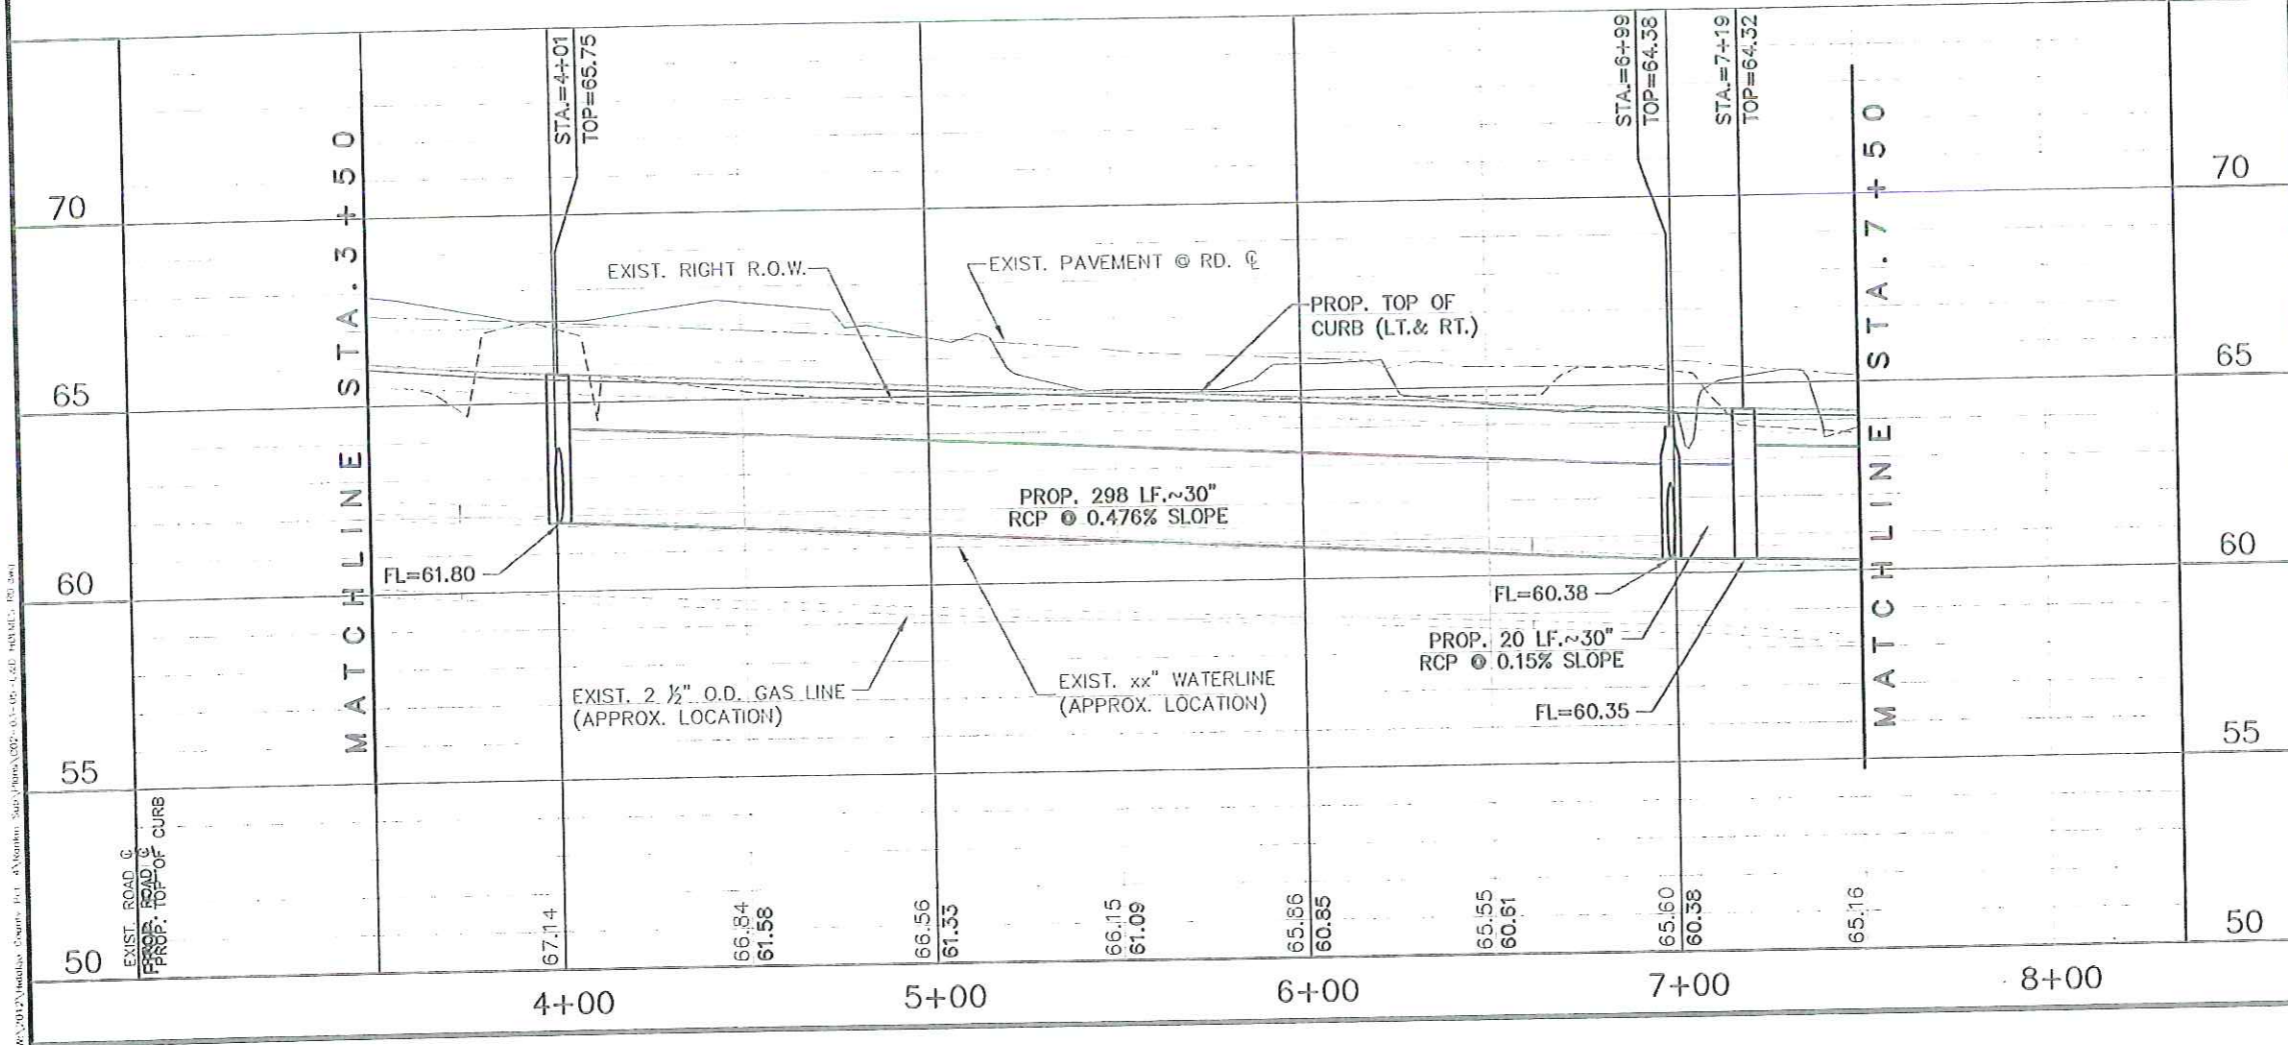 STA.=4+01
TOP=65.75
STA.=6+99
TOP=64.38
STA.=7+19
TOP=64.32
MATCHLINE STA.3+50
MATCHLINE STA.7+50
70
70
EXIST. RIGHT R.O.W.
EXIST. PAVEMENT @ RD. ℄
PROP. TOP OF
CURB (LT.& RT.)
65
65
PROP. 298 LF.~30"
RCP @ 0.476% SLOPE
FL=61.80
60
60
FL=60.38
PROP. 20 LF.~30"
RCP @ 0.15% SLOPE
FL=60.35
EXIST. 2 ½" O.D. GAS LINE
(APPROX. LOCATION)
EXIST. xx" WATERLINE
(APPROX. LOCATION)
55
55
EXIST. ROAD ℄
PROP. ROAD ℄
PROP. TOP OF CURB
50
50
67.14
66.84
61.58
66.56
61.33
66.15
61.09
65.86
60.85
65.55
60.61
65.60
60.38
65.16
4+00
5+00
6+00
7+00
8+00